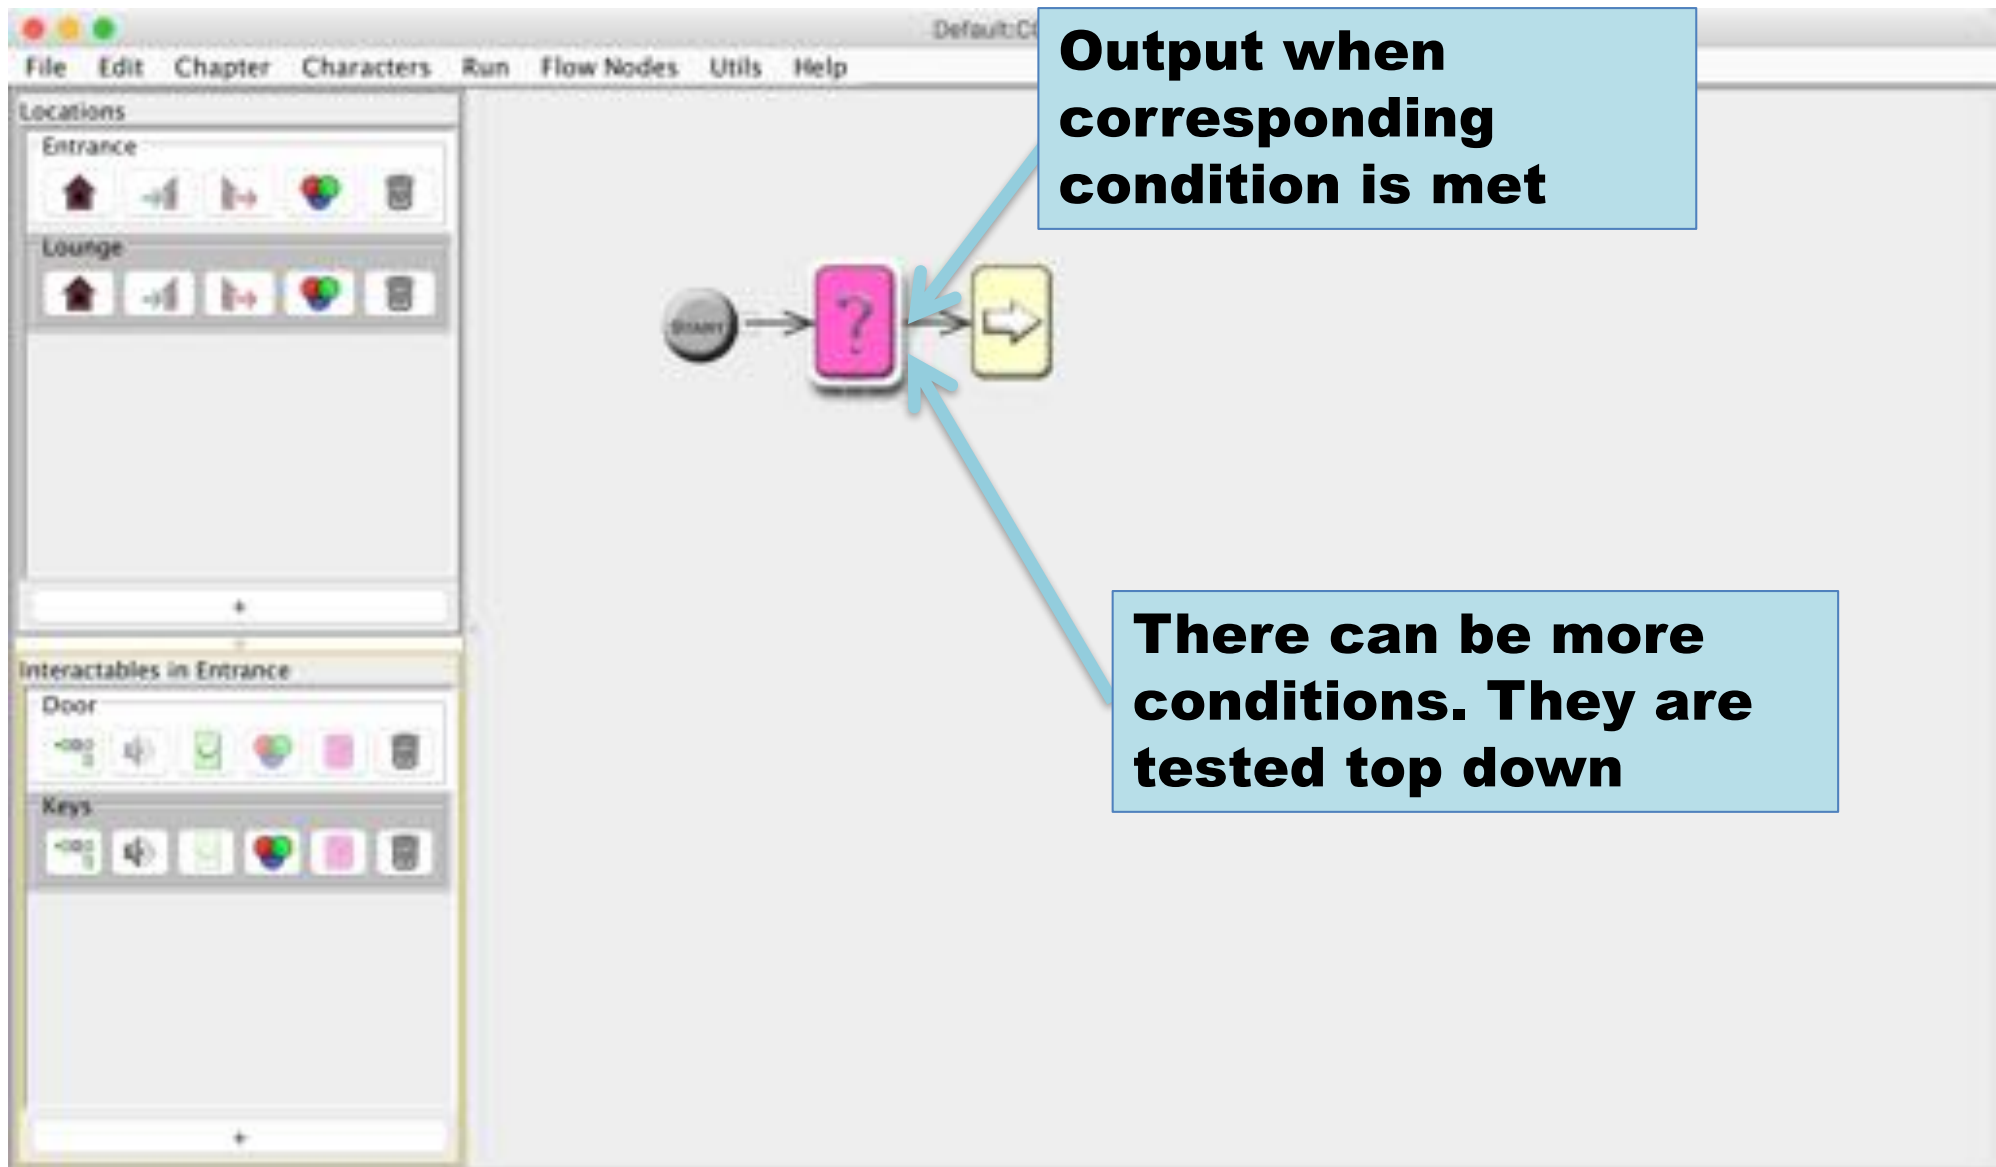 Default:C
Output when
corresponding
condition is met
File Edit Chapter Characters Run Flow Nodes Utils Help
Locations
Entrance
Lounge
START
?
+
There can be more
conditions. They are
tested top down
Interactables in Entrance
Door
Keys
+